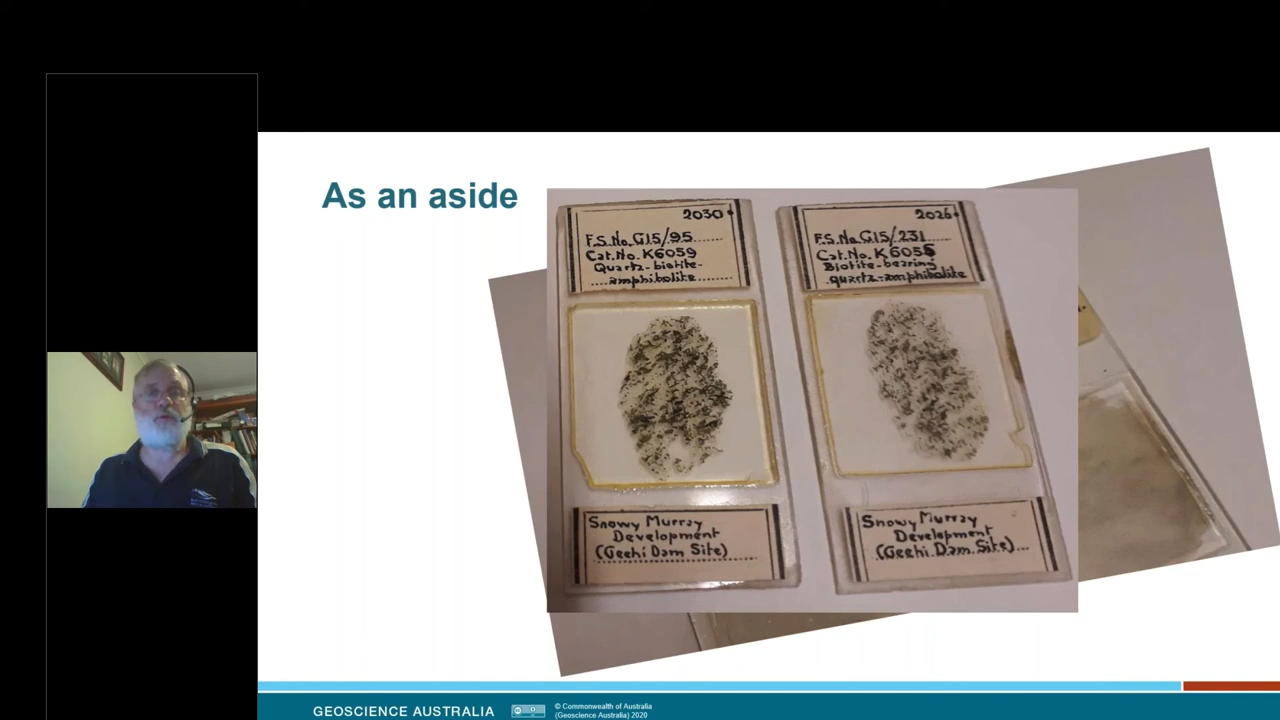 As an aside
2030
F.S.No.G15/95
Cat.No.K6059
Quartz-biotite-
amphibolite
Snowy Murray
Development
(Geehi Dam Site)
2026
F.S.No.G15/231
Cat.No.K6055
Biotite-bearing
quartz-amphibolite
Snowy Murray
Development
(Geehi Dam Site)
GEOSCIENCE AUSTRALIA
© Commonwealth of Australia
(Geoscience Australia) 2020